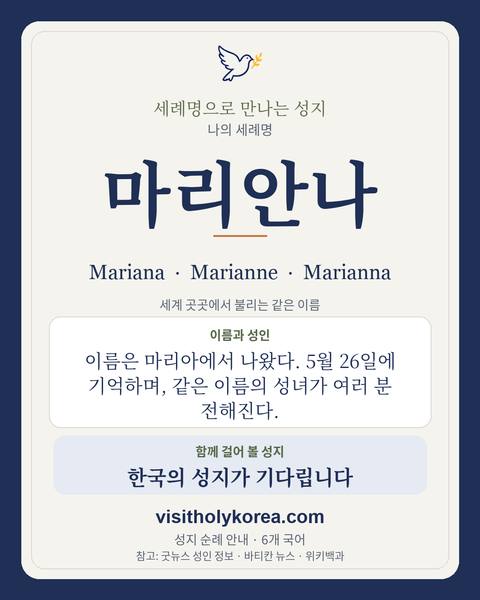 세례명으로 만나는 성지
나의 세례명
마리안나
Mariana · Marianne · Marianna
세계 곳곳에서 불리는 같은 이름
이름과 성인
이름은 마리아에서 나왔다. 5월 26일에
기억하며, 같은 이름의 성녀가 여러 분
전해진다.
함께 걸어 볼 성지
한국의 성지가 기다립니다
visitholykorea.com
성지 순례 안내 · 6개 국어
참고: 굿뉴스 성인 정보 · 바티칸 뉴스 · 위키백과